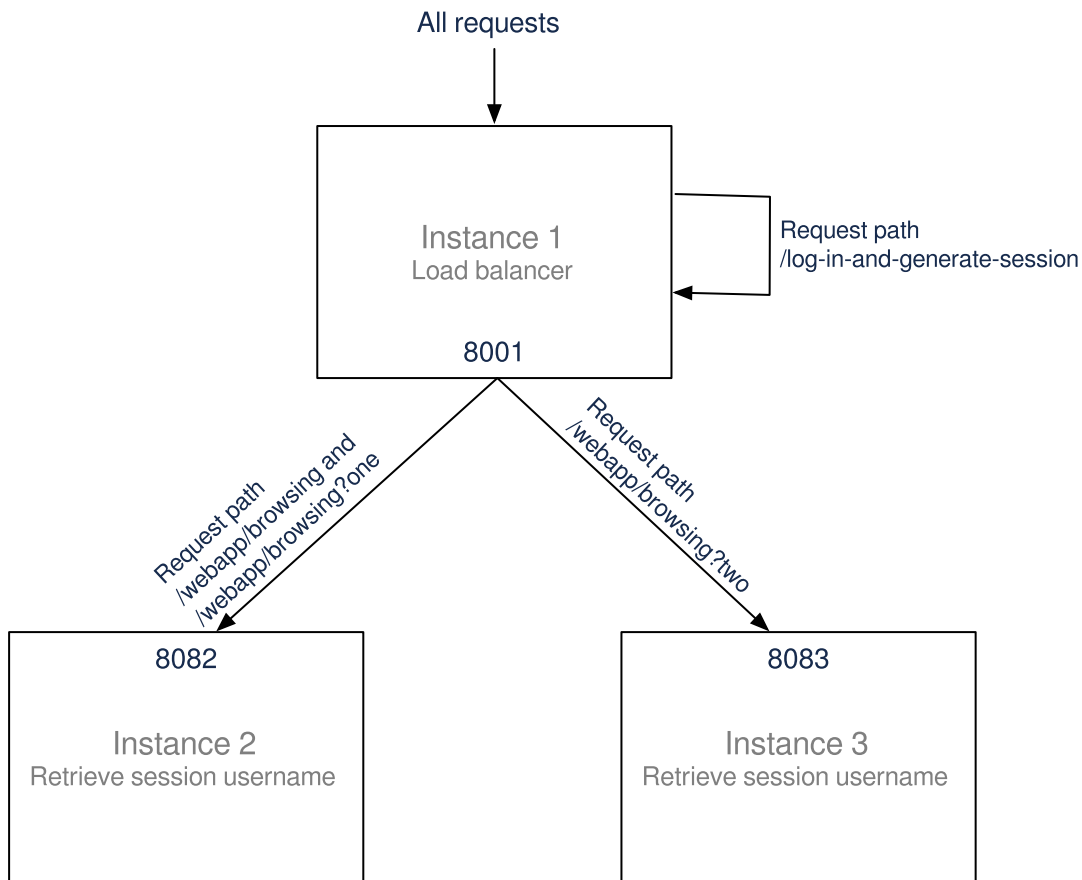 All requests
Instance 1
Load balancer
8001
Request path
/log-in-and-generate-session
Request path
/webapp/browsing and
/webapp/browsing?one
Request path
/webapp/browsing?two
8082
Instance 2
Retrieve session username
8083
Instance 3
Retrieve session username